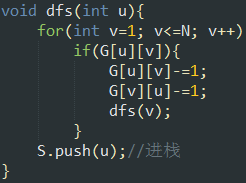 void dfs(int u){
    for(int v=1; v<=N; v++)
        if(G[u][v]){
            G[u][v]-=1;
            G[v][u]-=1;
            dfs(v);
        }
    S.push(u);//进栈
}